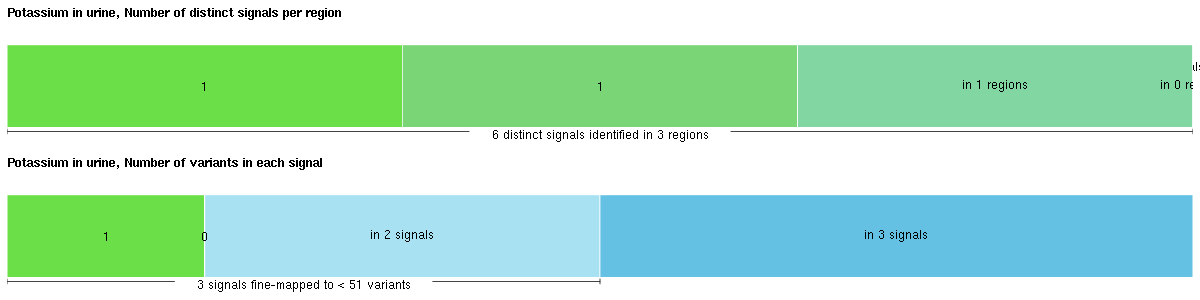 Potassium in urine, Number of distinct signals per region
1
1
in 1 regions
in 0
6 distinct signals identified in 3 regions
Potassium in urine, Number of variants in each signal
1
0
in 2 signals
in 3 signals
3 signals fine-mapped to < 51 variants